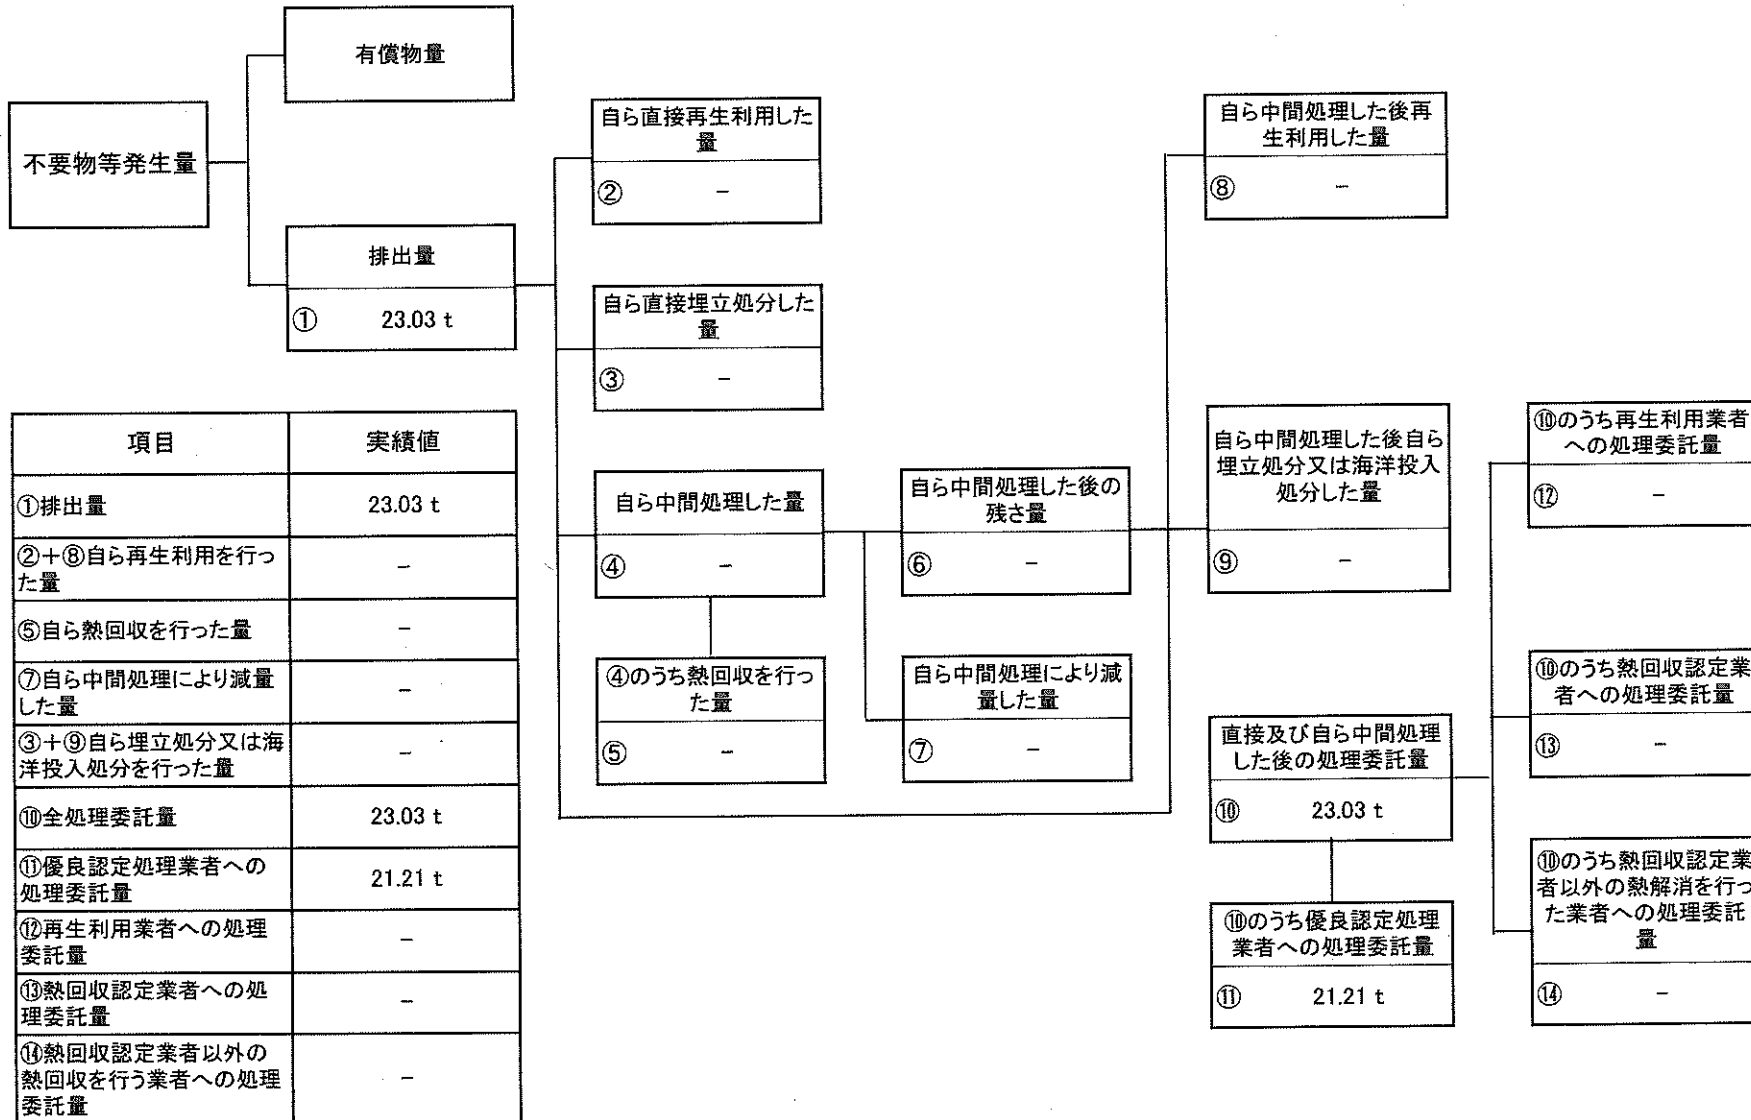 不要物等発生量
有償物量
排出量
① 23.03 t
自ら直接再生利用した
量
② －
自ら直接埋立処分した
量
③ －
自ら中間処理した量
④ －
④のうち熱回収を行っ
た量
⑤ －
自ら中間処理した後の
残さ量
⑥ －
自ら中間処理により減
量した量
⑦ －
自ら中間処理した後再
生利用した量
⑧ －
自ら中間処理した後自ら
埋立処分又は海洋投入
処分した量
⑨ －
直接及び自ら中間処理
した後の処理委託量
⑩ 23.03 t
⑩のうち優良認定処理
業者への処理委託量
⑪ 21.21 t
⑩のうち再生利用業者
への処理委託量
⑫ －
⑩のうち熱回収認定業
者への処理委託量
⑬ －
⑩のうち熱回収認定業
者以外の熱解消を行っ
た業者への処理委託
量
⑭ －
項目 実績値
①排出量 23.03 t
②＋⑧自ら再生利用を行っ
た量 －
⑤自ら熱回収を行った量 －
⑦自ら中間処理により減量
した量 －
③＋⑨自ら埋立処分又は海
洋投入処分を行った量 －
⑩全処理委託量 23.03 t
⑪優良認定処理業者への
処理委託量 21.21 t
⑫再生利用業者への処理
委託量 －
⑬熱回収認定業者への処
理委託量 －
⑭熱回収認定業者以外の
熱回収を行う業者への処理
委託量 －